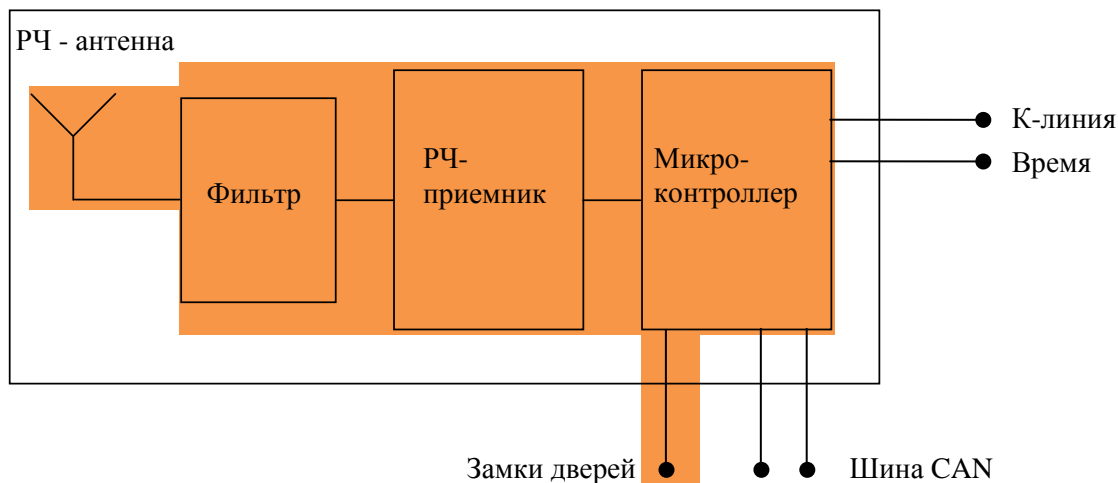 РЧ - антенна
Фильтр
РЧ-
приемник
Микро-
контроллер
К-линия
Время
Замки дверей
Шина CAN